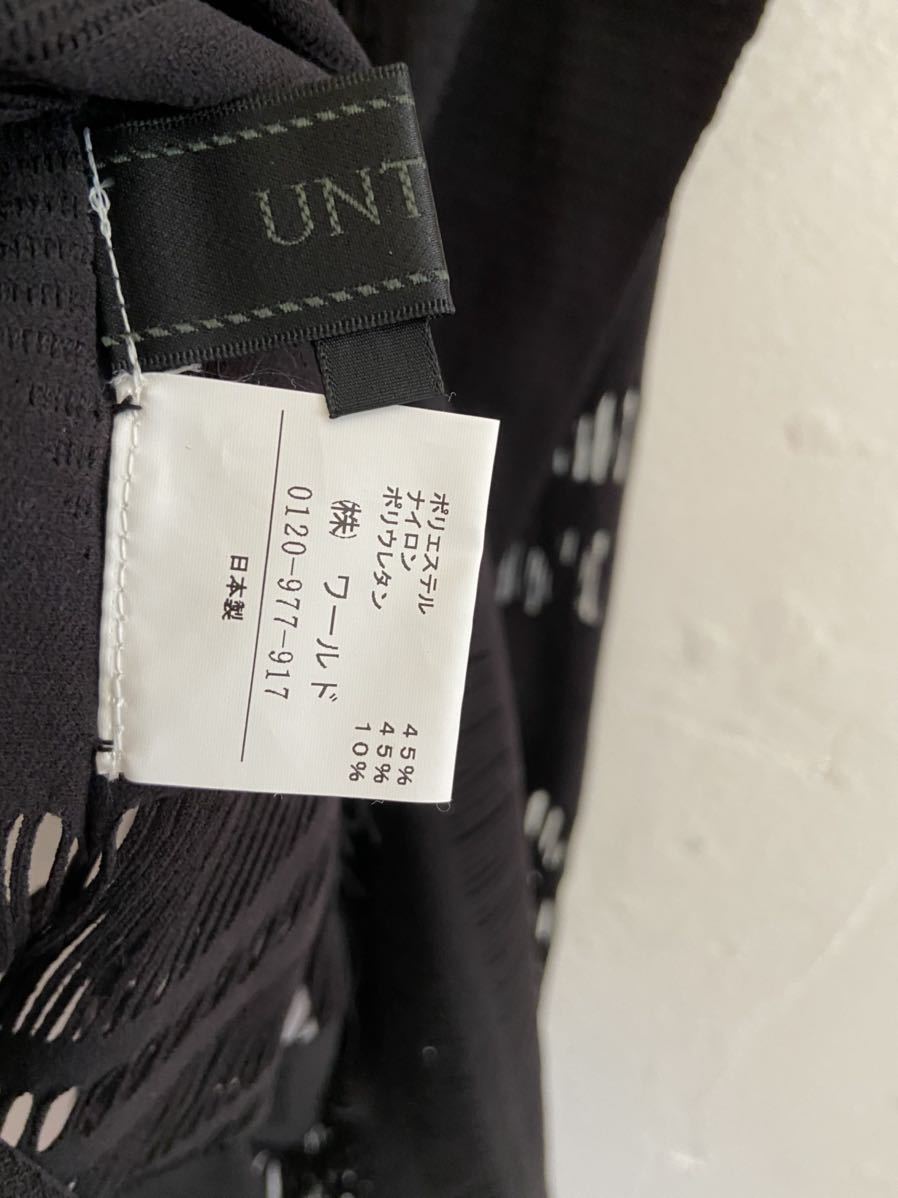 UNT
ポリエステル 45%
ナイロン 45%
ポリウレタン 10%
(株) ワールド
0120-977-917
日本製